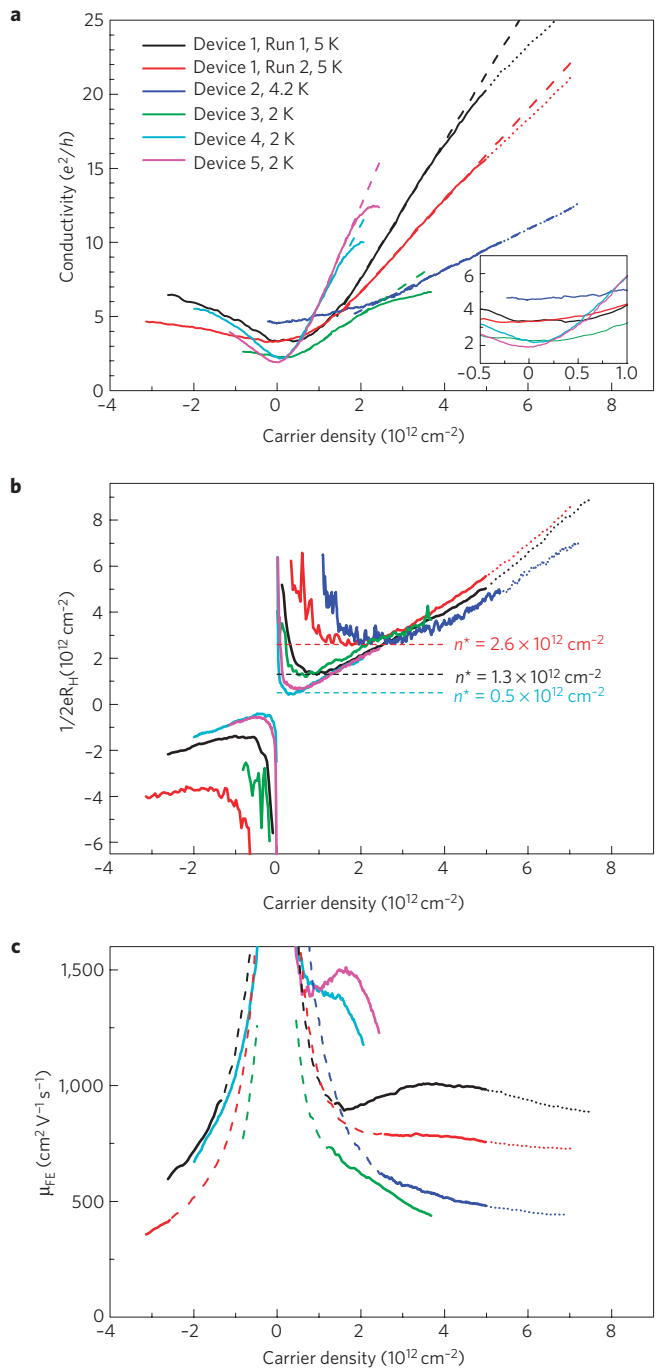 a
25
20
15
10
5
0
Conductivity (e²/h)
Device 1, Run 1, 5 K
Device 1, Run 2, 5 K
Device 2, 4.2 K
Device 3, 2 K
Device 4, 2 K
Device 5, 2 K
6
4
2
−0.5 0 0.5 1.0
−4 −2 0 2 4 6 8
Carrier density (10¹² cm⁻²)
b
8
6
4
2
0
−2
−4
−6
1/2eR_H (10¹² cm⁻²)
n* = 2.6 × 10¹² cm⁻²
n* = 1.3 × 10¹² cm⁻²
n* = 0.5 × 10¹² cm⁻²
−4 −2 0 2 4 6 8
Carrier density (10¹² cm⁻²)
c
1,500
1,000
500
0
μ_FE (cm² V⁻¹ s⁻¹)
−4 −2 0 2 4 6 8
Carrier density (10¹² cm⁻²)